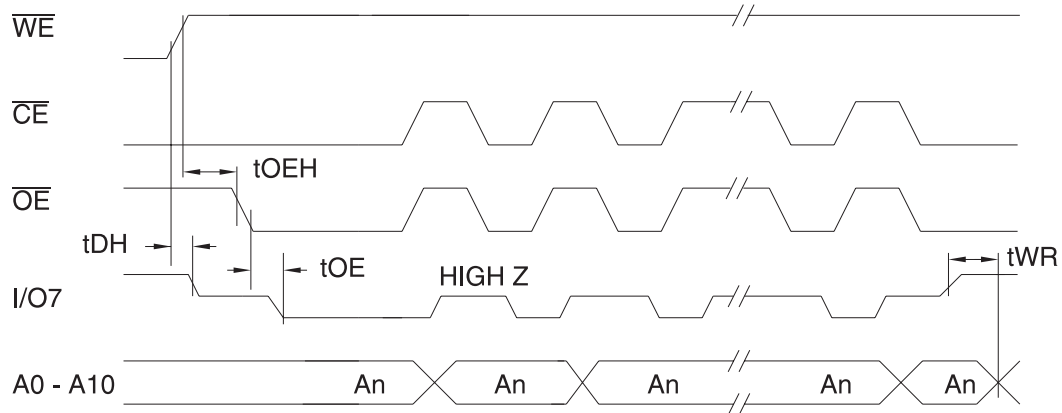 WE
CE
tOEH
OE
tDH
tOE
HIGH Z
tWR
I/O7
A0 - A10
An An An An An